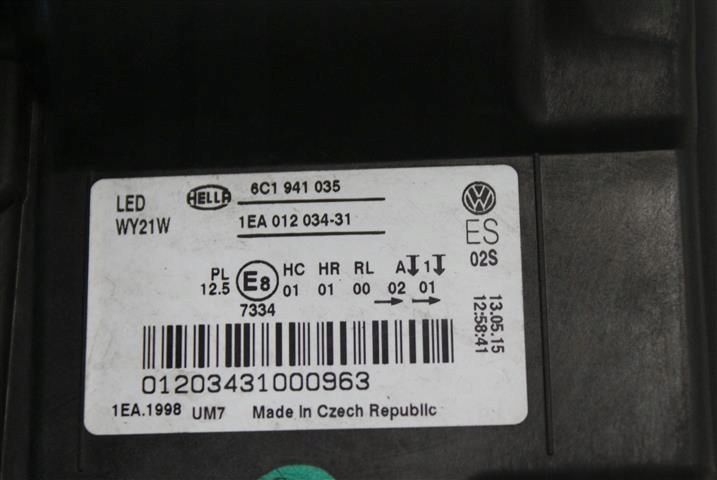 LED
WY21W
HELLA
6C1 941 035
1EA 012 034-31
VW
ES
02S
PL
12.5
E8
7334
HC HR RL A 1
01 01 00 02 01
13.05.15
12:58:41
01203431000963
1EA.1998 UM7 Made in Czech Republic